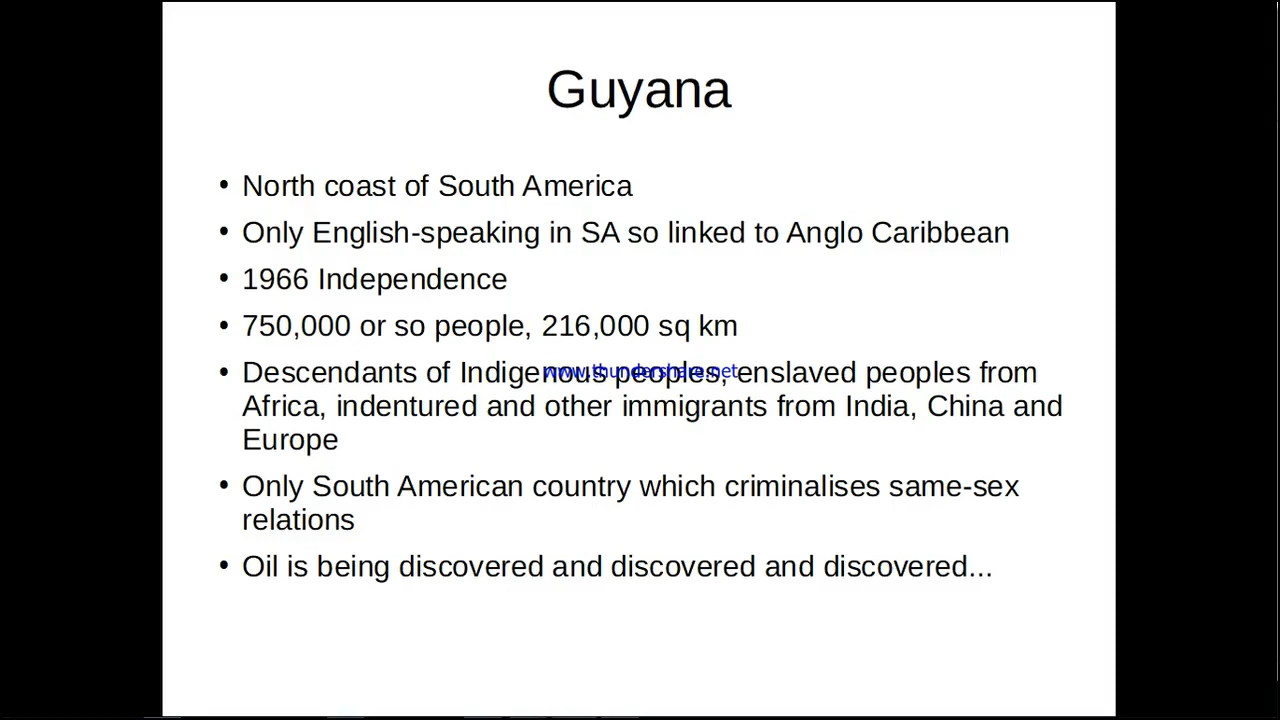 Guyana
• North coast of South America
• Only English-speaking in SA so linked to Anglo Caribbean
• 1966 Independence
• 750,000 or so people, 216,000 sq km
• Descendants of Indigenous peoples, enslaved peoples from
www.thundershare.net
Africa, indentured and other immigrants from India, China and
Europe
• Only South American country which criminalises same-sex
relations
• Oil is being discovered and discovered and discovered...